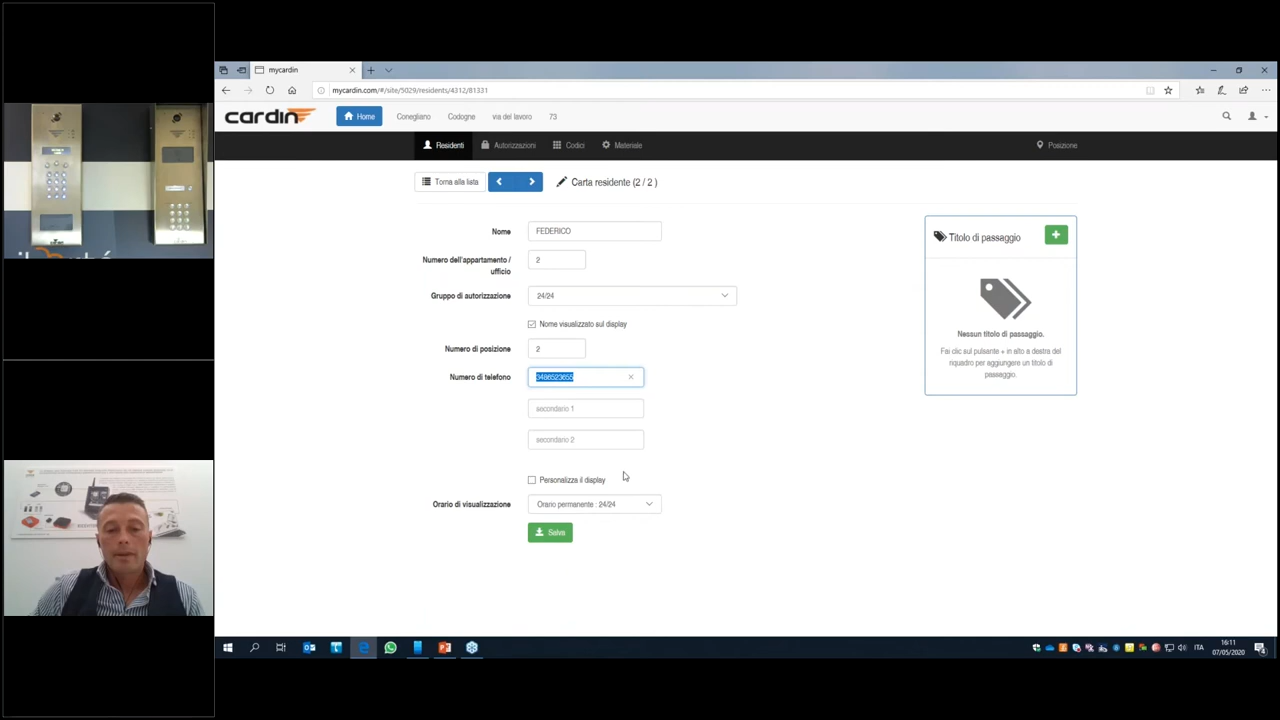 mycardin
mycardin.com/#/site/5029/residents/4312/81331
cardin
Home
Conegliano
Codogne
via del lavoro
73
Residenti
Autorizzazioni
Codici
Materiale
Posizione
Torna alla lista
Carta residente (2 / 2 )
Nome
FEDERICO
Numero dell'appartamento /
ufficio
2
Gruppo di autorizzazione
24/24
Nome visualizzato sul display
Numero di posizione
2
Numero di telefono
secondario 1
secondario 2
Personalizza il display
Orario di visualizzazione
Orario permanente : 24/24
Salva
Titolo di passaggio
Nessun titolo di passaggio.
Fai clic sul pulsante + in alto a destra del
riquadro per aggiungere un titolo di
passaggio.
ITA
16:11
07/05/2020